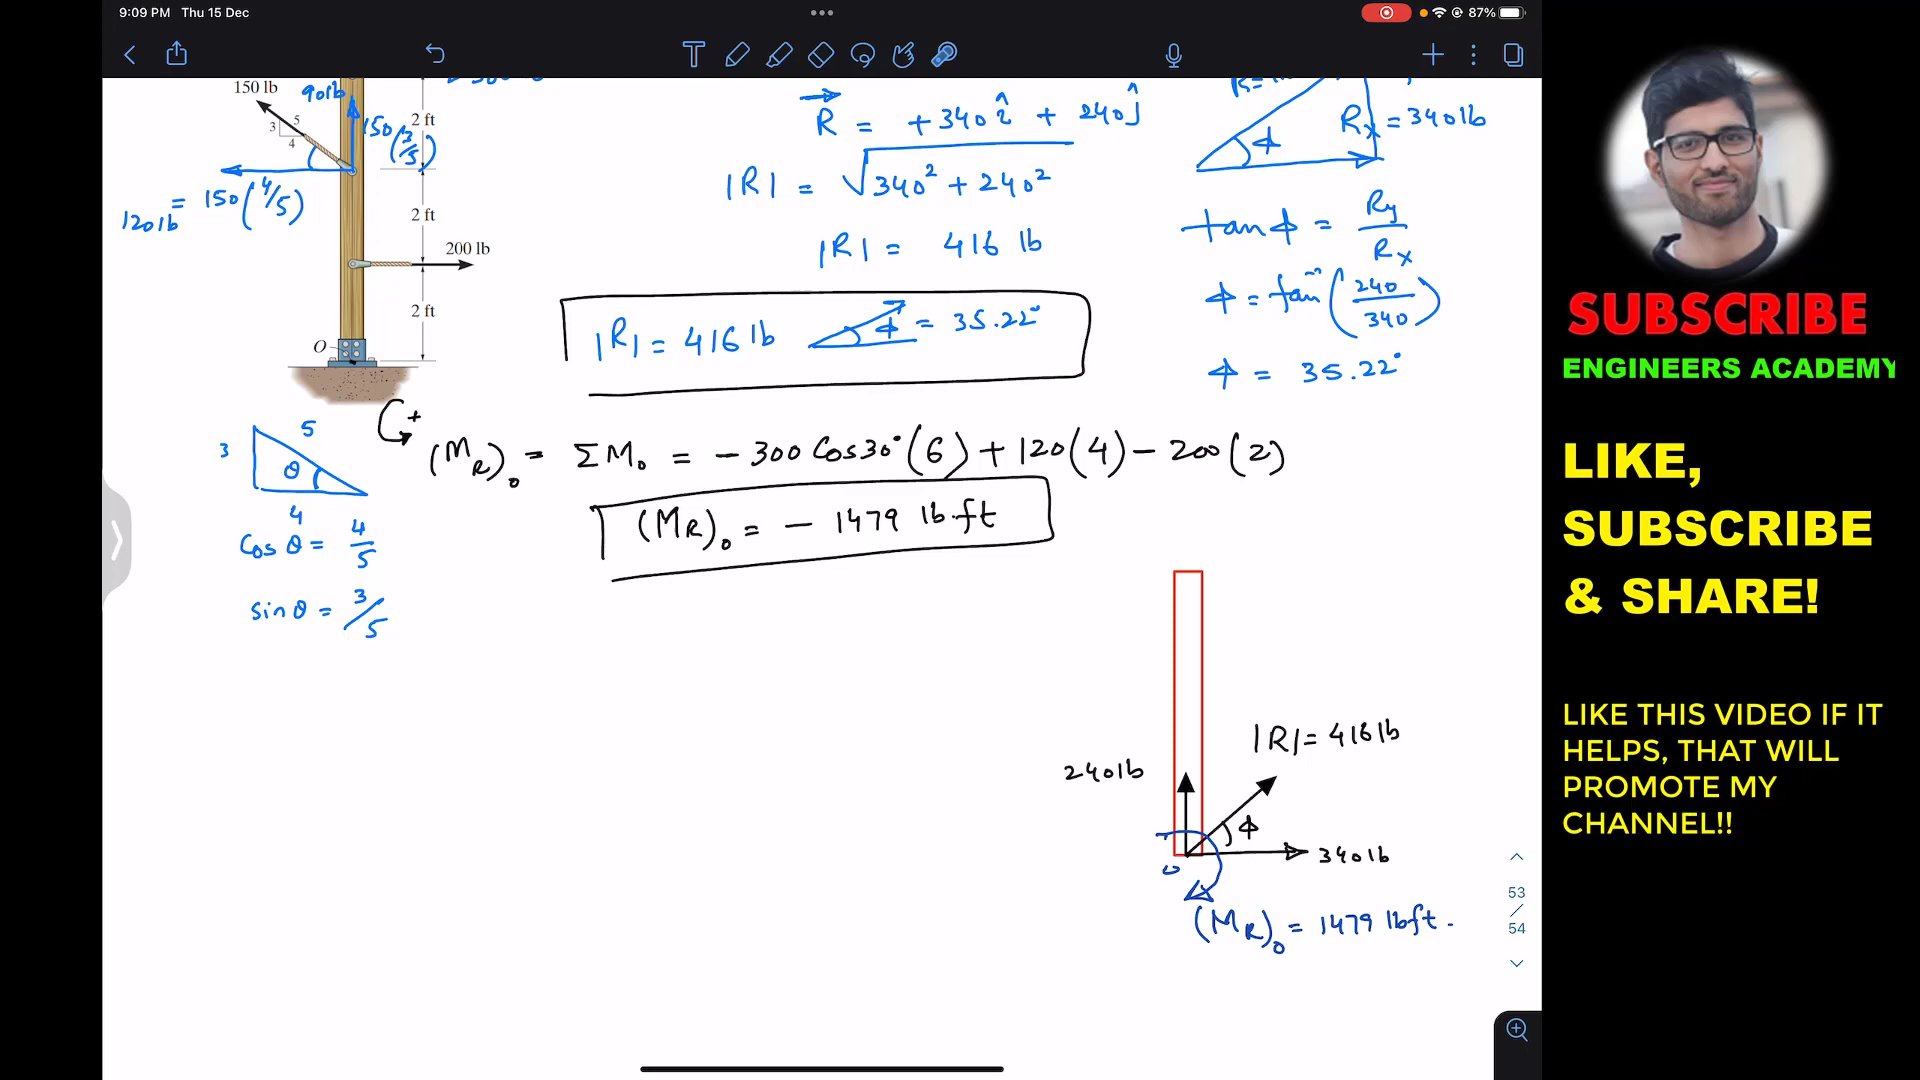 9:09 PM Thu 15 Dec
87%
150 lb
90lb
3
5
4
150(3/5)
2 ft
120lb = 150(4/5)
2 ft
200 lb
2 ft
O
R = +340î + 240ĵ
|R| = √340² + 240²
|R| = 416 lb
|R| = 416 lb ϕ = 35.22°
Rx = 340lb
ϕ
tanϕ = Ry/Rx
ϕ = tan⁻¹(240/340)
ϕ = 35.22°
+ (MR)o = ΣMo = - 300 Cos30°(6) + 120(4) - 200(2)
(MR)o = - 1479 lb.ft
3
5
θ
4
Cos θ = 4/5
sinθ = 3/5
240lb
|R| = 416lb
ϕ
340lb
O
(MR)o = 1479 lbft.
53
/
54
SUBSCRIBE
ENGINEERS ACADEMY
LIKE,
SUBSCRIBE
& SHARE!
LIKE THIS VIDEO IF IT
HELPS, THAT WILL
PROMOTE MY
CHANNEL!!